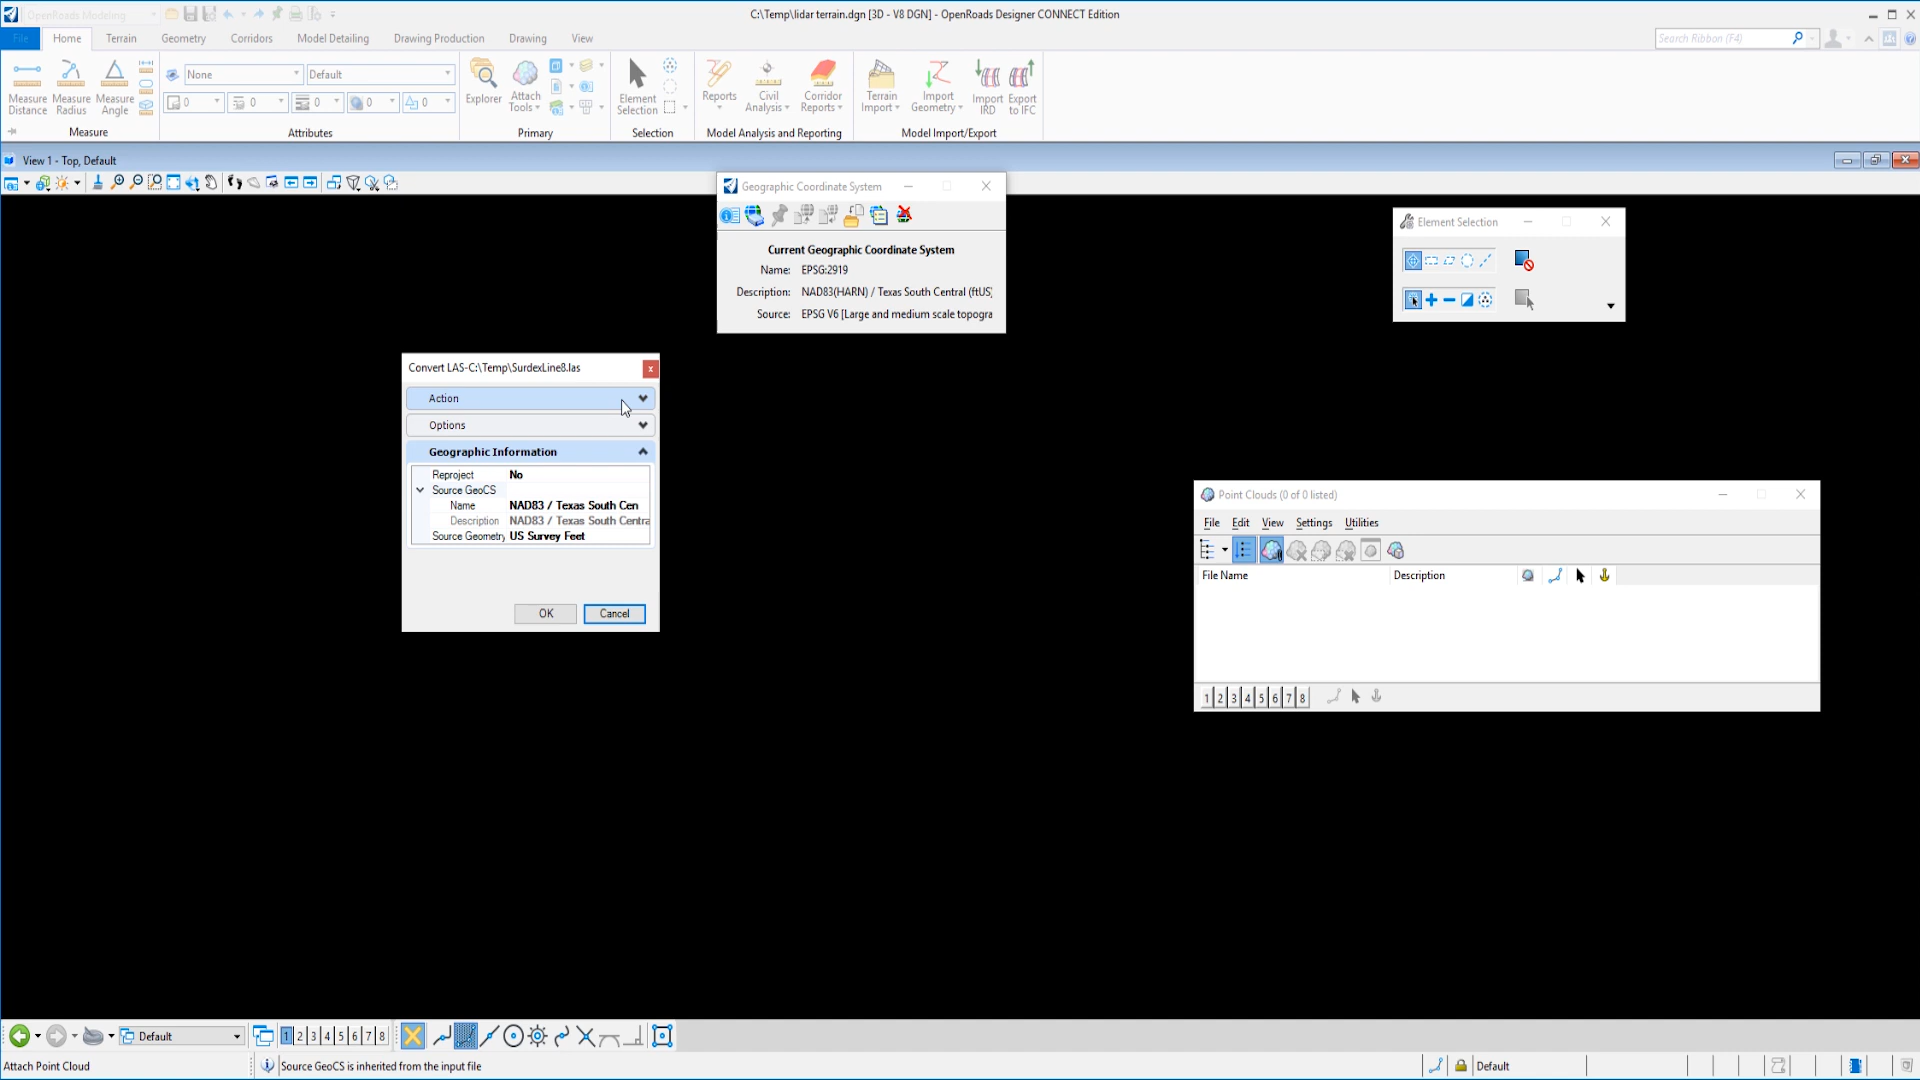 OpenRoads Modeling
C:\Temp\lidar terrain.dgn [3D - V8 DGN] - OpenRoads Designer CONNECT Edition
File Home Terrain Geometry Corridors Model Detailing Drawing Production Drawing View
Search Ribbon (F4)
None Default
0 0 0 0 0
Measure Distance
Measure Radius
Measure Angle
Explorer
Attach Tools
Element Selection
Reports
Civil Analysis
Corridor Reports
Terrain Import
Import Geometry
Import IRD
Export to IFC
Measure Attributes Primary Selection Model Analysis and Reporting Model Import/Export
View 1 - Top, Default
Geographic Coordinate System
Current Geographic Coordinate System
Name: EPSG:2919
Description: NAD83(HARN) / Texas South Central (ftUS)
Source: EPSG V6 [Large and medium scale topogra
Element Selection
Convert LAS-C:\Temp\SurdexLine8.las
x
Action
Options
Geographic Information
Reproject No
Source GeoCS
Name NAD83 / Texas South Cen
Description NAD83 / Texas South Centra
Source Geometry US Survey Feet
OK Cancel
Point Clouds (0 of 0 listed)
File Edit View Settings Utilities
File Name Description
1 2 3 4 5 6 7 8
Default
1 2 3 4 5 6 7 8
Attach Point Cloud
Source GeoCS is inherited from the input file
Default